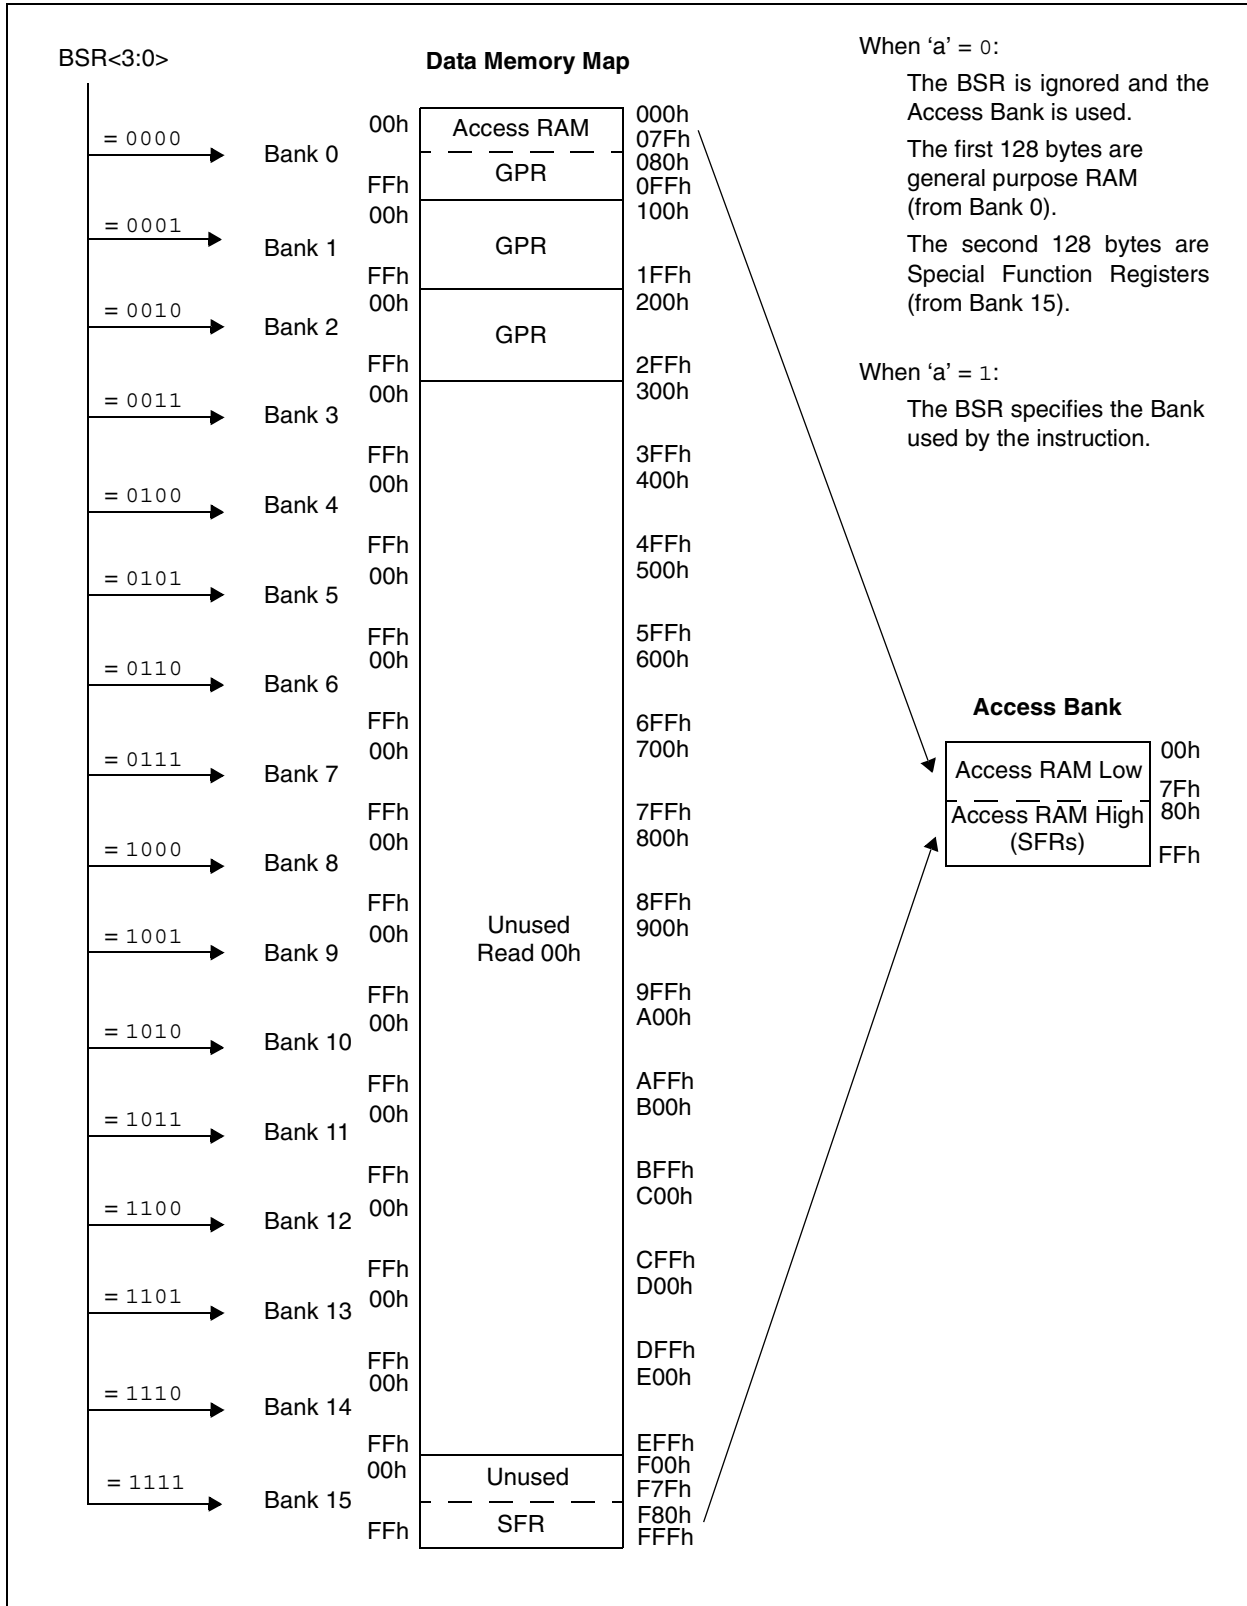 BSR<3:0>
Data Memory Map
When ‘a’ = 0:
The BSR is ignored and the
Access Bank is used.
The first 128 bytes are
general purpose RAM
(from Bank 0).
The second 128 bytes are
Special Function Registers
(from Bank 15).
When ‘a’ = 1:
The BSR specifies the Bank
used by the instruction.
= 0000
Bank 0
00h
Access RAM
000h
07Fh
080h
GPR
FFh
0FFh
= 0001
Bank 1
00h
100h
GPR
FFh
1FFh
= 0010
Bank 2
00h
200h
GPR
FFh
2FFh
= 0011
Bank 3
00h
300h
FFh
3FFh
= 0100
Bank 4
00h
400h
FFh
4FFh
= 0101
Bank 5
00h
500h
FFh
5FFh
= 0110
Bank 6
00h
600h
FFh
6FFh
= 0111
Bank 7
00h
700h
FFh
7FFh
= 1000
Bank 8
00h
800h
FFh
8FFh
= 1001
Bank 9
00h
Unused
Read 00h
900h
FFh
9FFh
= 1010
Bank 10
00h
A00h
FFh
AFFh
= 1011
Bank 11
00h
B00h
FFh
BFFh
= 1100
Bank 12
00h
C00h
FFh
CFFh
= 1101
Bank 13
00h
D00h
FFh
DFFh
= 1110
Bank 14
00h
E00h
FFh
EFFh
= 1111
Bank 15
00h
Unused
F00h
F7Fh
F80h
SFR
FFh
FFFh
Access Bank
Access RAM Low
00h
7Fh
Access RAM High
(SFRs)
80h
FFh